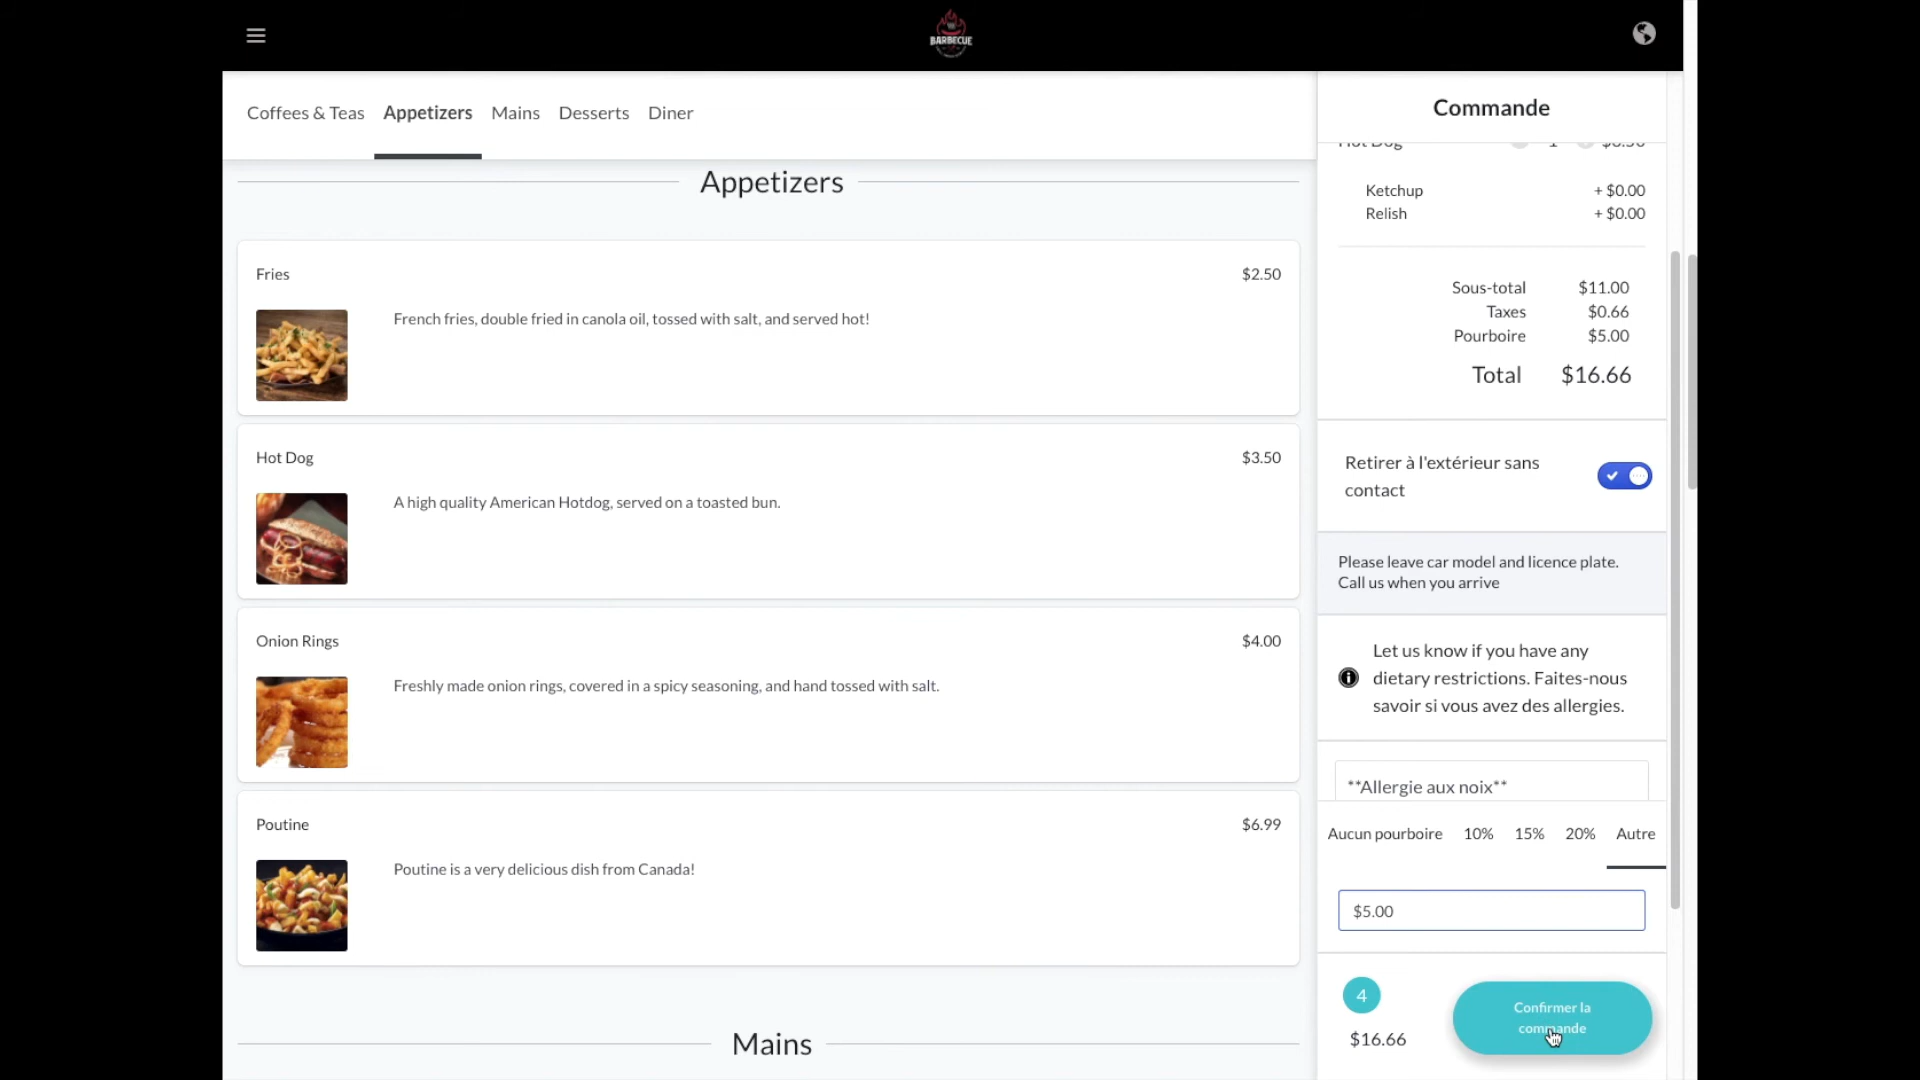 BARBECUE
Coffees & Teas Appetizers Mains Desserts Diner
Appetizers
Fries $2.50
French fries, double fried in canola oil, tossed with salt, and served hot!
Hot Dog $3.50
A high quality American Hotdog, served on a toasted bun.
Onion Rings $4.00
Freshly made onion rings, covered in a spicy seasoning, and hand tossed with salt.
Poutine $6.99
Poutine is a very delicious dish from Canada!
Mains
Commande
Hot Dog 1
Ketchup + $0.00
Relish + $0.00
Sous-total $11.00
Taxes $0.66
Pourboire $5.00
Total $16.66
Retirer à l'extérieur sans
contact
Please leave car model and licence plate.
Call us when you arrive
Let us know if you have any
dietary restrictions. Faites-nous
savoir si vous avez des allergies.
**Allergie aux noix**
Aucun pourboire 10% 15% 20% Autre
$5.00
4
$16.66
Confirmer la
commande